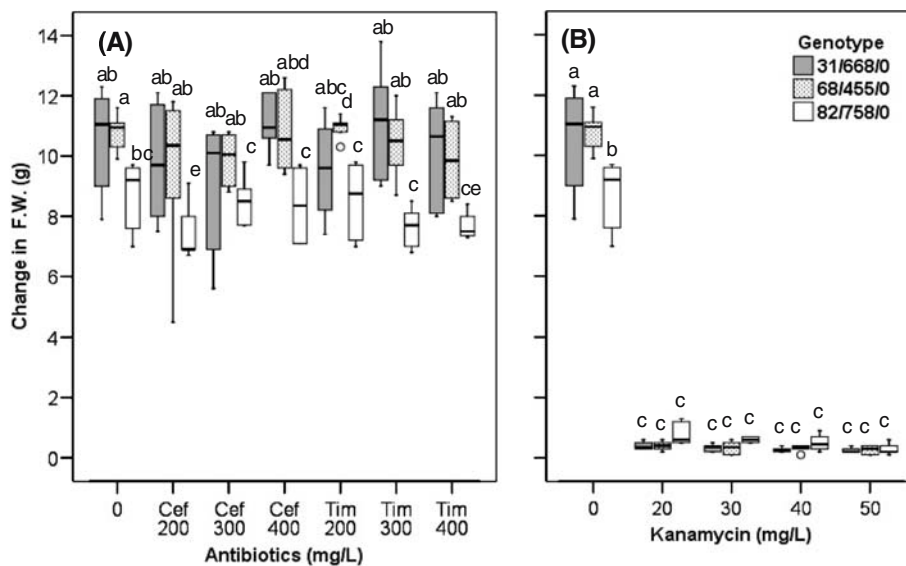 (A)
(B)
Genotype
31/668/0
68/455/0
82/758/0
Change in F.W. (g)
14
12
10
8
6
4
2
0
ab a bc
ab ab e
ab ab c
ab abd c
abc d c
ab ab c
ab ab ce
a a b
c c c
c c c
c c c
c c c
0 Cef Cef Cef Tim Tim Tim
200 300 400 200 300 400
Antibiotics (mg/L)
0 20 30 40 50
Kanamycin (mg/L)